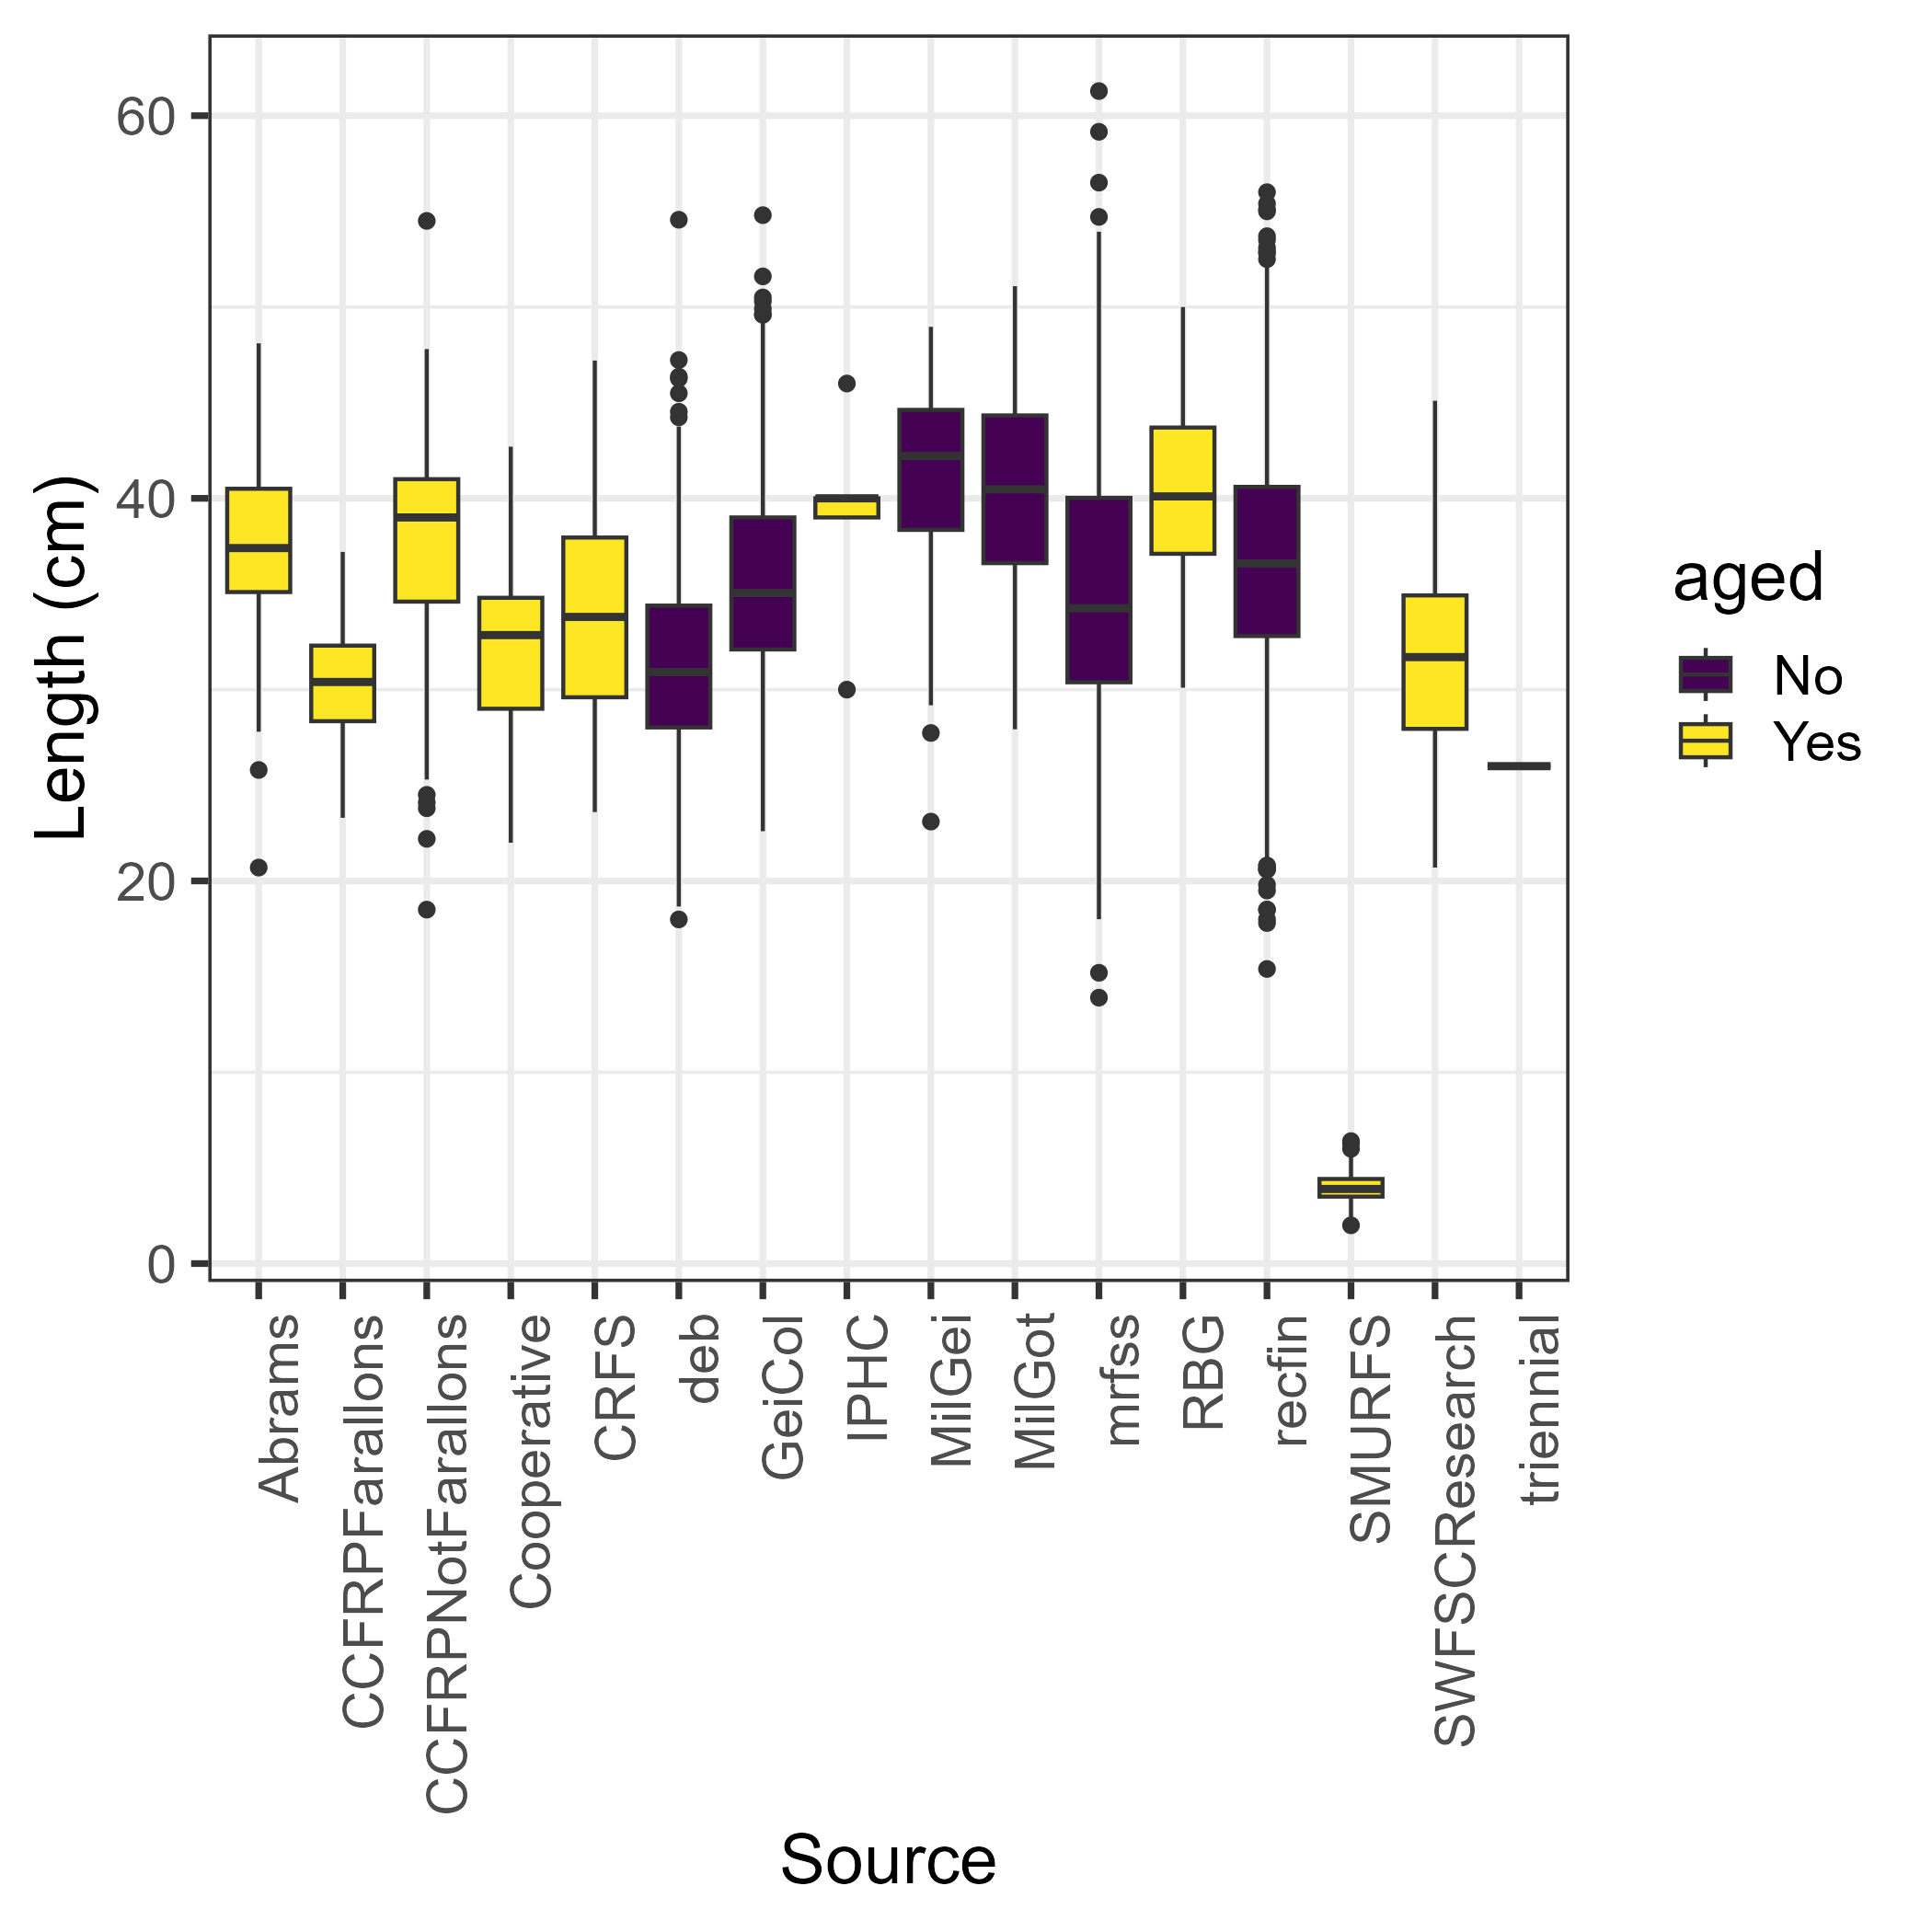 Length (cm)
60
40
20
0
Abrams
CCFRPFarallons
CCFRPNotFarallons
Cooperative
CRFS
deb
GeiCol
IPHC
MilGei
MilGot
mrfss
RBG
recfin
SMURFS
SWFSCResearch
triennial
Source
aged
No
Yes